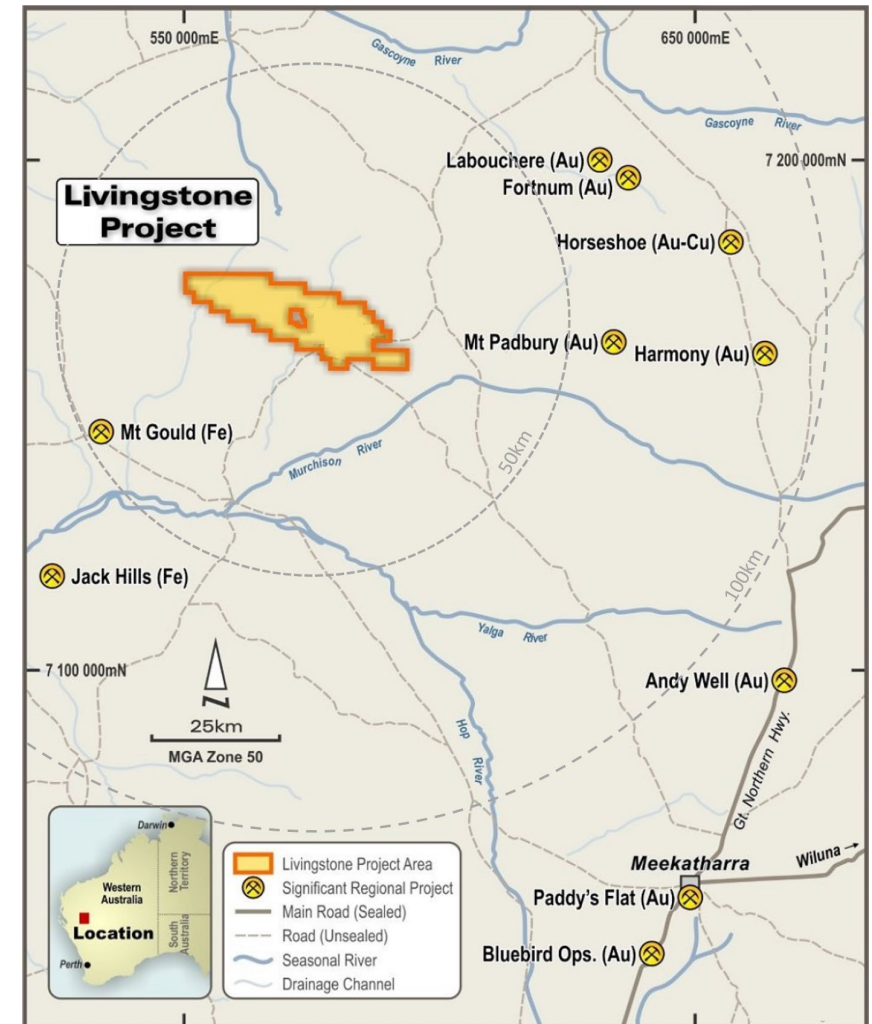 550 000mE
650 000mE
Gascoyne River
Gascoyne River
Labouchere (Au)
7 200 000mN
Fortnum (Au)
Livingstone
Project
Horseshoe (Au-Cu)
Mt Padbury (Au)
Harmony (Au)
Mt Gould (Fe)
Murchison River
50km
Jack Hills (Fe)
100km
Yalga River
7 100 000mN
Andy Well (Au)
N
25km
MGA Zone 50
Hop River
Gt. Northern Hwy.
Darwin
Northern
Territory
Western
Australia
South
Australia
Location
Perth
Livingstone Project Area
Significant Regional Project
Main Road (Sealed)
Road (Unsealed)
Seasonal River
Drainage Channel
Meekatharra
Wiluna →
Paddy's Flat (Au)
Bluebird Ops. (Au)